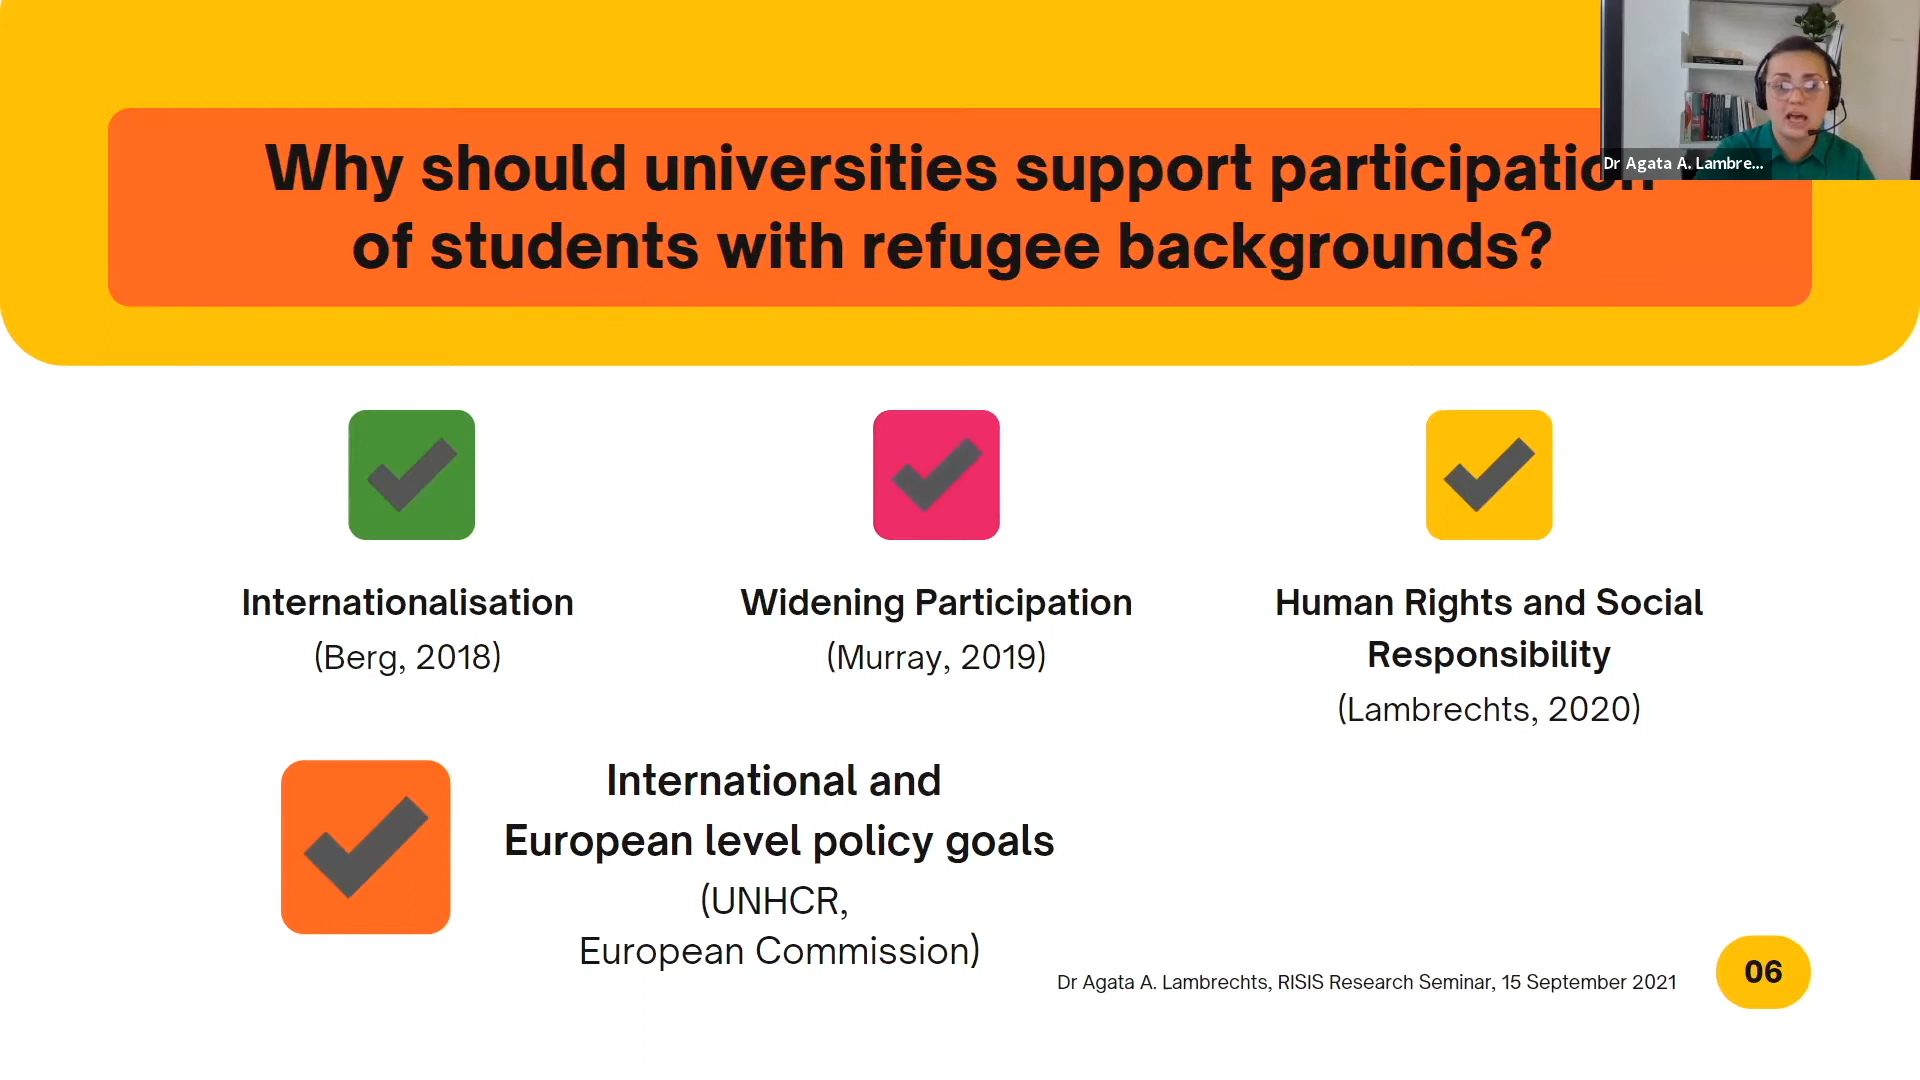 Why should universities support participation
of students with refugee backgrounds?
Dr Agata A. Lambre...
Internationalisation
(Berg, 2018)
Widening Participation
(Murray, 2019)
Human Rights and Social
Responsibility
(Lambrechts, 2020)
International and
European level policy goals
(UNHCR,
European Commission)
Dr Agata A. Lambrechts, RISIS Research Seminar, 15 September 2021
06